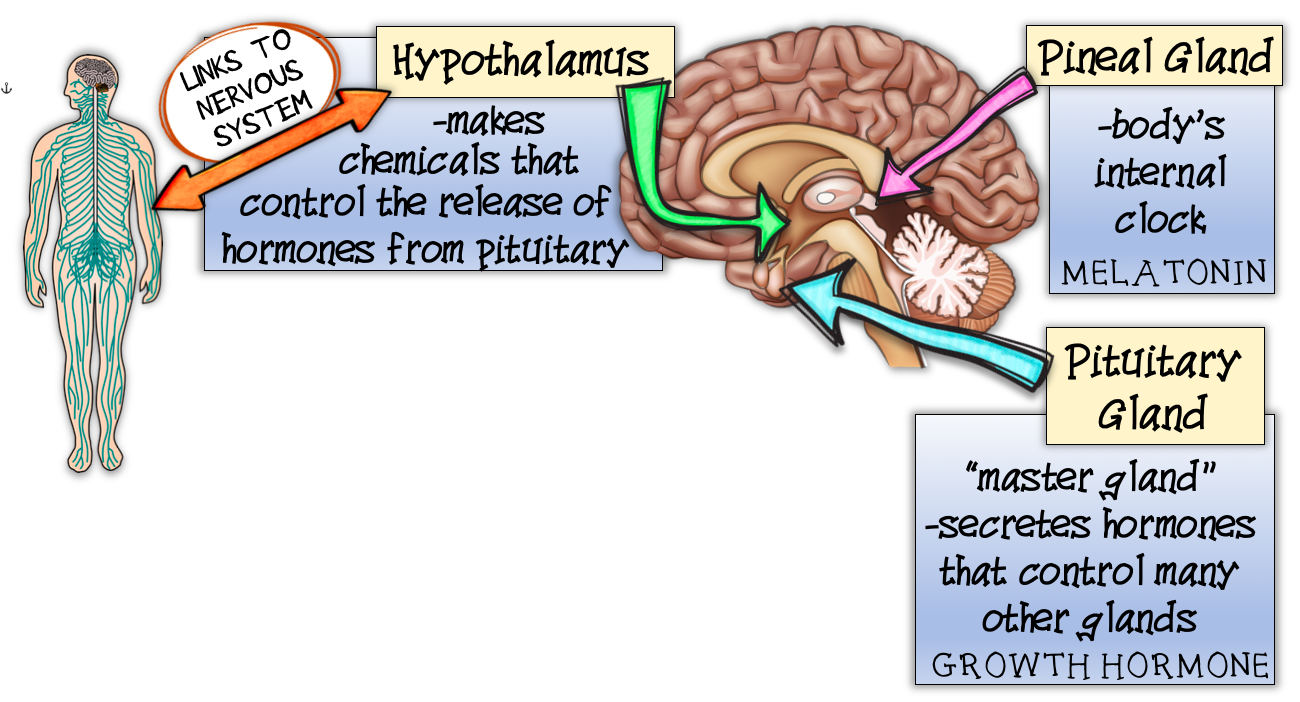 LINKS TO
NERVOUS
SYSTEM
Hypothalamus
-makes
chemicals that
control the release of
hormones from pituitary
Pineal Gland
-body's
internal
clock
MELATONIN
Pituitary
Gland
"master gland"
-secretes hormones
that control many
other glands
GROWTH HORMONE